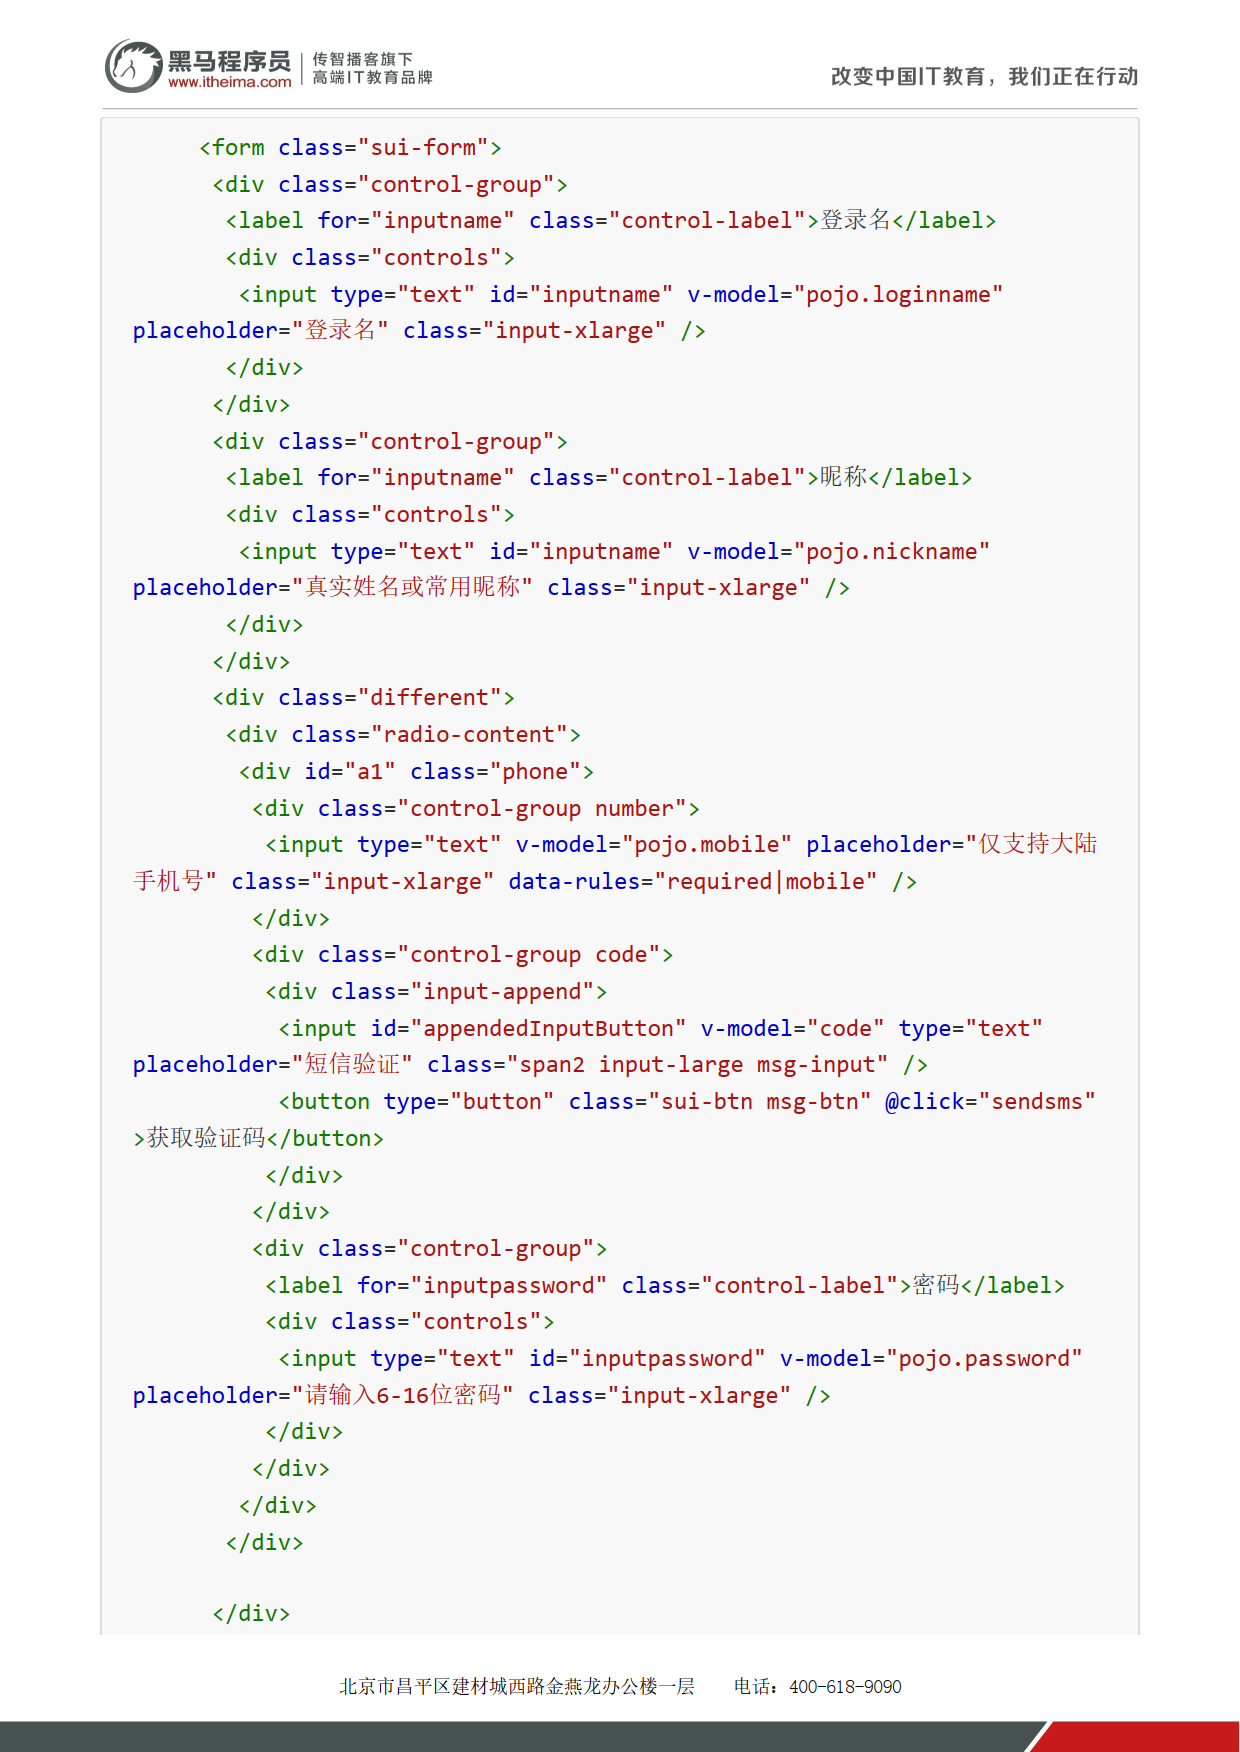 黑马程序员
www.itheima.com
传智播客旗下
高端IT教育品牌
改变中国IT教育，我们正在行动
<form class="sui-form">
<div class="control-group">
<label for="inputname" class="control-label">登录名</label>
<div class="controls">
<input type="text" id="inputname" v-model="pojo.loginname"
placeholder="登录名" class="input-xlarge" />
</div>
</div>
<div class="control-group">
<label for="inputname" class="control-label">昵称</label>
<div class="controls">
<input type="text" id="inputname" v-model="pojo.nickname"
placeholder="真实姓名或常用昵称" class="input-xlarge" />
</div>
</div>
<div class="different">
<div class="radio-content">
<div id="a1" class="phone">
<div class="control-group number">
<input type="text" v-model="pojo.mobile" placeholder="仅支持大陆
手机号" class="input-xlarge" data-rules="required|mobile" />
</div>
<div class="control-group code">
<div class="input-append">
<input id="appendedInputButton" v-model="code" type="text"
placeholder="短信验证" class="span2 input-large msg-input" />
<button type="button" class="sui-btn msg-btn" @click="sendsms"
>获取验证码</button>
</div>
</div>
<div class="control-group">
<label for="inputpassword" class="control-label">密码</label>
<div class="controls">
<input type="text" id="inputpassword" v-model="pojo.password"
placeholder="请输入6-16位密码" class="input-xlarge" />
</div>
</div>
</div>
</div>
</div>
北京市昌平区建材城西路金燕龙办公楼一层 电话：400-618-9090